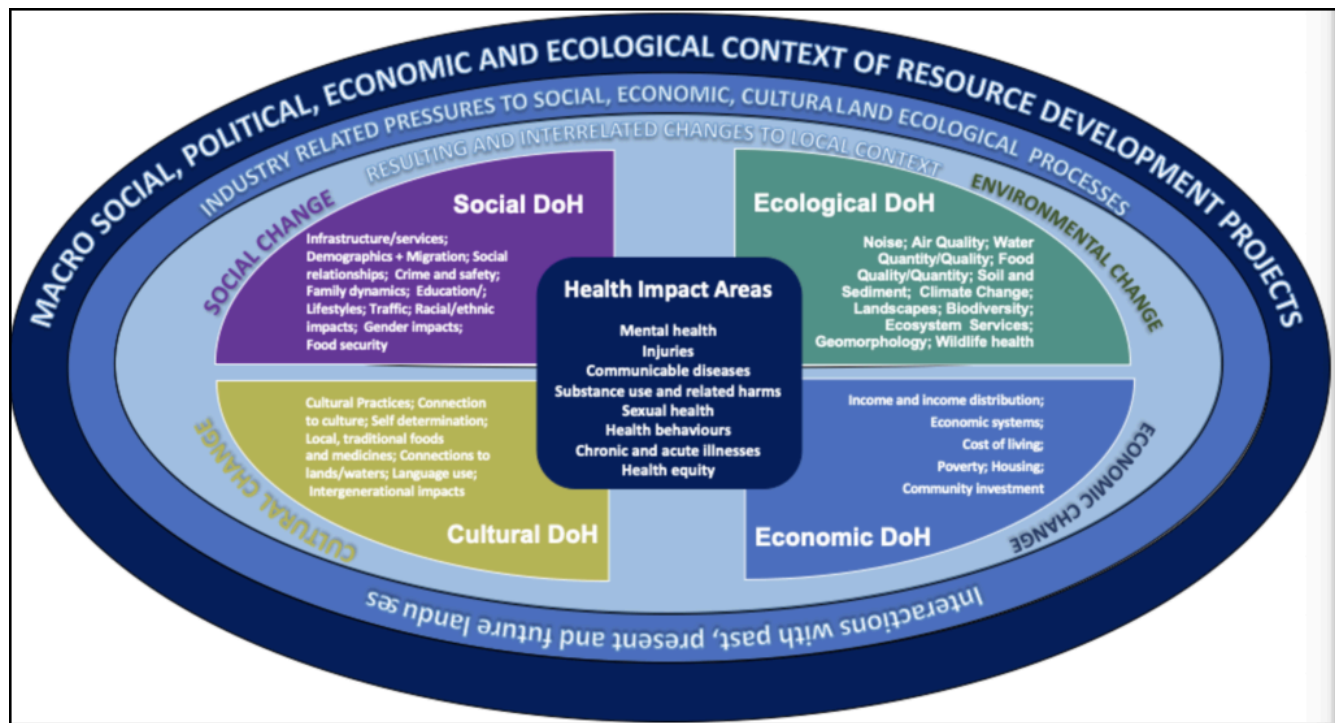 MACRO SOCIAL, POLITICAL, ECONOMIC AND ECOLOGICAL CONTEXT OF RESOURCE DEVELOPMENT PROJECTS
INDUSTRY RELATED PRESSURES TO SOCIAL, ECONOMIC, CULTURAL AND ECOLOGICAL PROCESSES
RESULTING AND INTERRELATED CHANGES TO LOCAL CONTEXT
SOCIAL CHANGE
Social DoH
Infrastructure/services;
Demographics + Migration; Social
relationships; Crime and safety;
Family dynamics; Education/;
Lifestyles; Traffic; Racial/ethnic
impacts; Gender impacts;
Food security
ENVIRONMENTAL CHANGE
Ecological DoH
Noise; Air Quality; Water
Quantity/Quality; Food
Quality/Quantity; Soil and
Sediment; Climate Change;
Landscapes; Biodiversity;
Ecosystem Services;
Geomorphology; Wildlife health
Health Impact Areas
Mental health
Injuries
Communicable diseases
Substance use and related harms
Sexual health
Health behaviours
Chronic and acute illnesses
Health equity
CULTURAL CHANGE
Cultural Practices; Connection
to culture; Self determination;
Local, traditional foods
and medicines; Connections to
lands/waters; Language use;
Intergenerational impacts
Cultural DoH
ECONOMIC CHANGE
Income and income distribution;
Economic systems;
Cost of living;
Poverty; Housing;
Community investment
Economic DoH
Interactions with past, present and future landuses